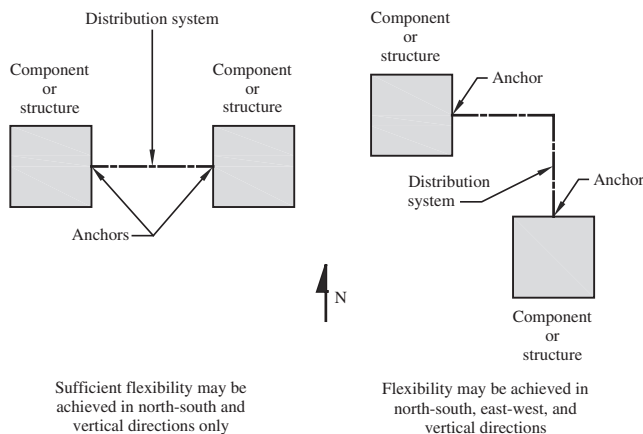 Distribution system
Component
or
structure
Component
or
structure
Anchors
Component
or
structure
Anchor
Distribution
system
Anchor
Component
or
structure
N
Sufficient flexibility may be
achieved in north-south and
vertical directions only
Flexibility may be achieved in
north-south, east-west, and
vertical directions